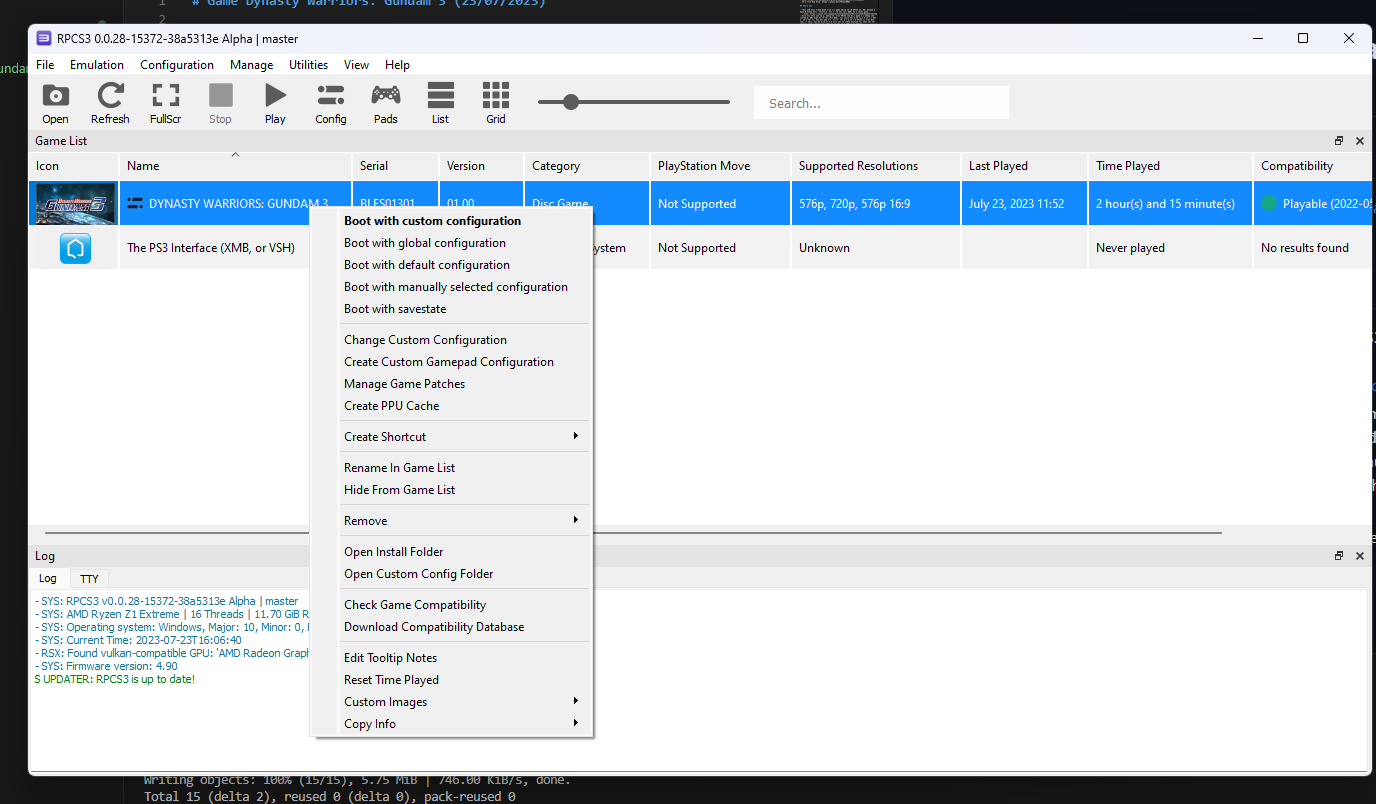 1 # Game Dynasty Warriors: Gundam 3 (23/07/2023)
2
RPCS3 0.0.28-15372-38a5313e Alpha | master
File Emulation Configuration Manage Utilities View Help
Open Refresh FullScr Stop Play Config Pads List Grid Search...
Game List
Icon Name Serial Version Category PlayStation Move Supported Resolutions Last Played Time Played Compatibility
DYNASTY WARRIORS: GUNDAM 3 BLES01301 01.00 Disc Game Not Supported 576p, 720p, 576p 16:9 July 23, 2023 11:52 2 hour(s) and 15 minute(s) Playable (2022-05
The PS3 Interface (XMB, or VSH) Not Supported Unknown Never played No results found
Boot with custom configuration
Boot with global configuration
Boot with default configuration
Boot with manually selected configuration
Boot with savestate
Change Custom Configuration
Create Custom Gamepad Configuration
Manage Game Patches
Create PPU Cache
Create Shortcut
Rename In Game List
Hide From Game List
Remove
Open Install Folder
Open Custom Config Folder
Check Game Compatibility
Download Compatibility Database
Edit Tooltip Notes
Reset Time Played
Custom Images
Copy Info
Log
Log TTY
- SYS: RPCS3 v0.0.28-15372-38a5313e Alpha | master
- SYS: AMD Ryzen Z1 Extreme | 16 Threads | 11.70 GiB R
- SYS: Operating system: Windows, Major: 10, Minor: 0,
- SYS: Current Time: 2023-07-23T16:06:40
- RSX: Found vulkan-compatible GPU: 'AMD Radeon Graph
- SYS: Firmware version: 4.90
S UPDATER: RPCS3 is up to date!
Writing objects: 100% (15/15), 5.75 MiB | 746.00 KiB/s, done.
Total 15 (delta 2), reused 0 (delta 0), pack-reused 0